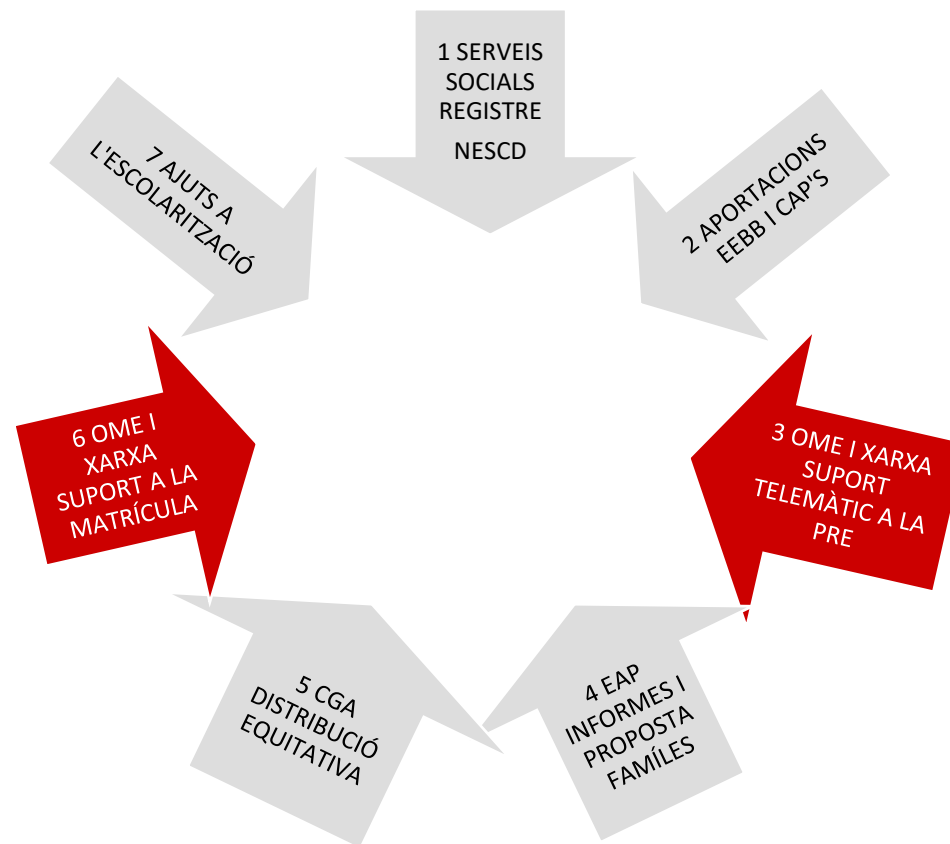 1 SERVEIS
SOCIALS
REGISTRE
NESCD
2 APORTACIONS
EEBB I CAP'S
3 OME I XARXA
SUPORT
TELEMÀTIC A LA
PRE
4 EAP
INFORMES I
PROPOSTA
FAMÍLES
5 CGA
DISTRIBUCIÓ
EQUITATIVA
6 OME I
XARXA
SUPORT A LA
MATRÍCULA
7 AJUTS A
L'ESCOLARITZACIÓ